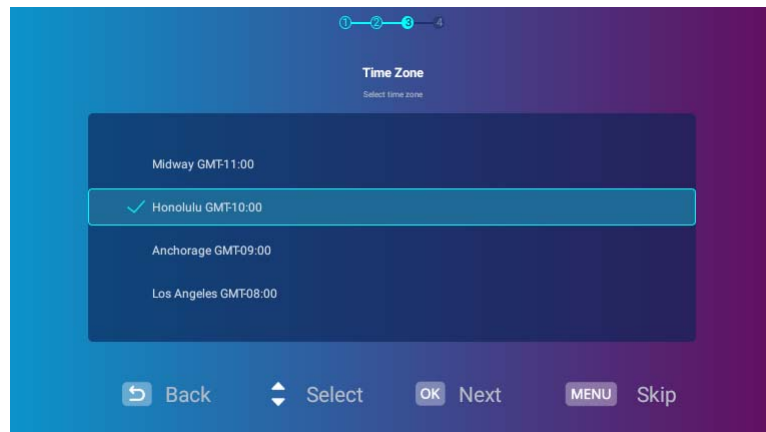 1 2 3 4
Time Zone
Select time zone
Midway GMT-11:00
Honolulu GMT-10:00
Anchorage GMT-09:00
Los Angeles GMT-08:00
Back Select OK Next MENU Skip